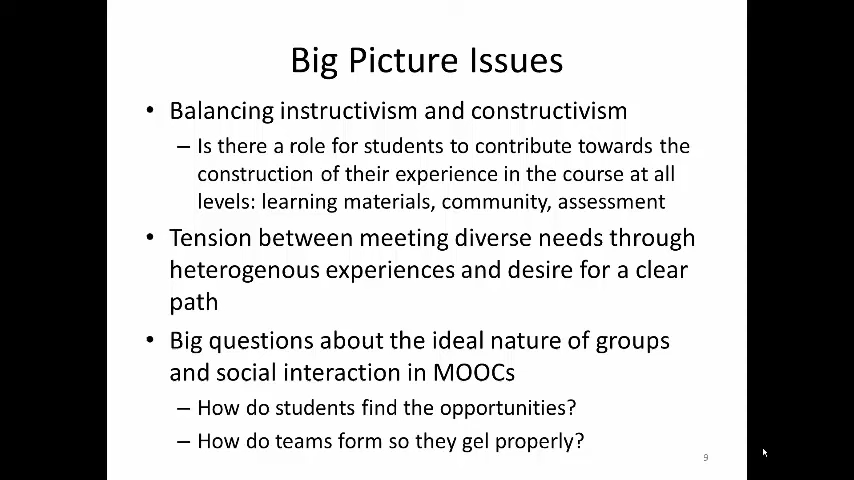 Big Picture Issues
• Balancing instructivism and constructivism
– Is there a role for students to contribute towards the
construction of their experience in the course at all
levels: learning materials, community, assessment
• Tension between meeting diverse needs through
heterogenous experiences and desire for a clear
path
• Big questions about the ideal nature of groups
and social interaction in MOOCs
– How do students find the opportunities?
– How do teams form so they gel properly?
9